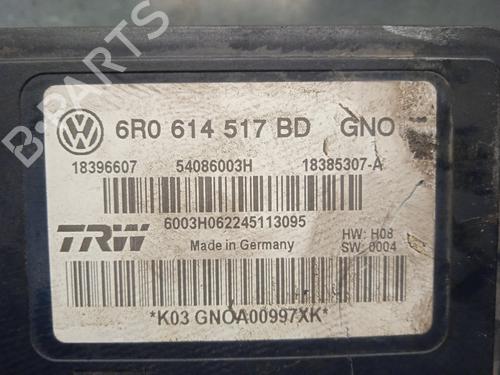 B-PARTS
6R0 614 517 BD GNO
18396607 54086003H 18385307-A
6003H062245113095
TRW
Made in Germany
HW: H08
SW: 0004
*K03 GNOA00997XK*